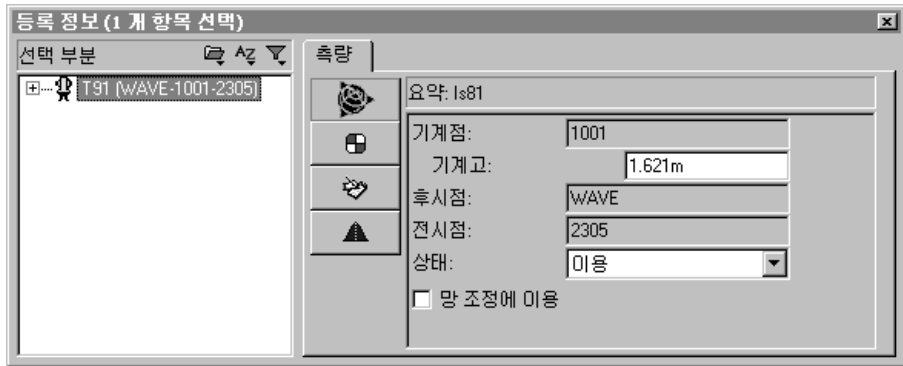 등록 정보 (1 개 항목 선택)
선택 부분
측량
T91 (WAVE-1001-2305)
요약: ls81
기계점: 1001
기계고: 1.621m
후시점: WAVE
전시점: 2305
상태: 이용
망 조정에 이용